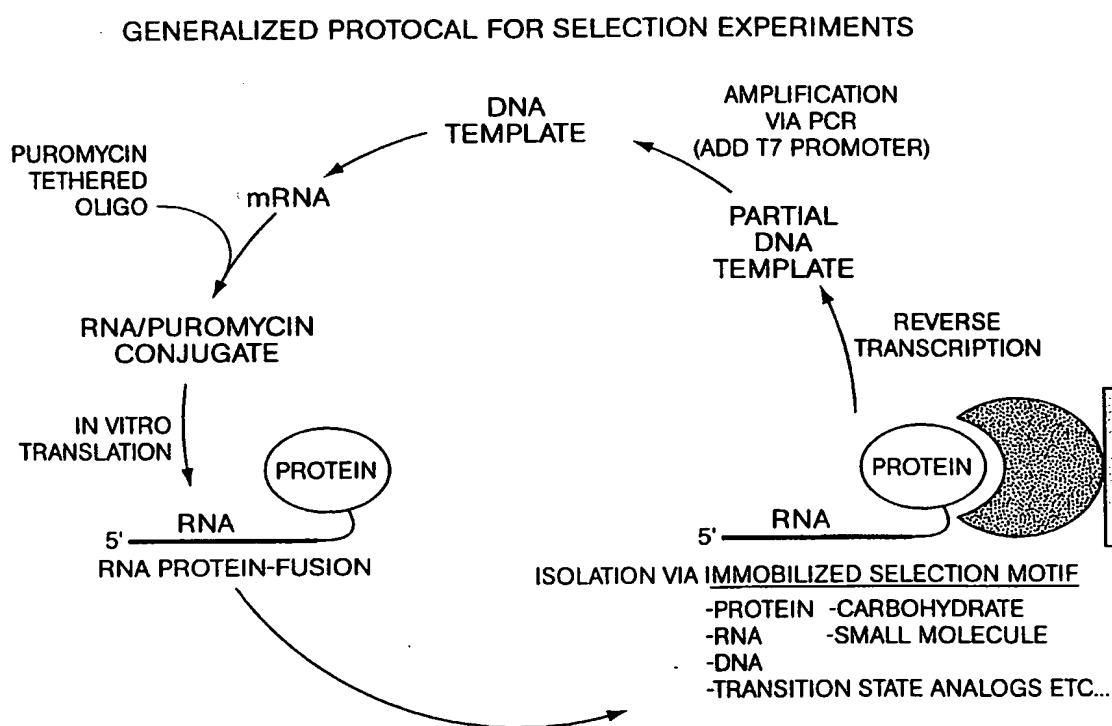 GENERALIZED PROTOCAL FOR SELECTION EXPERIMENTS
DNA
TEMPLATE
AMPLIFICATION
VIA PCR
(ADD T7 PROMOTER)
PUROMYCIN
TETHERED
OLIGO
mRNA
PARTIAL
DNA
TEMPLATE
RNA/PUROMYCIN
CONJUGATE
REVERSE
TRANSCRIPTION
IN VITRO
TRANSLATION
PROTEIN
RNA
5'
RNA PROTEIN-FUSION
PROTEIN
RNA
5'
ISOLATION VIA IMMOBILIZED SELECTION MOTIF
-PROTEIN -CARBOHYDRATE
-RNA -SMALL MOLECULE
-DNA
-TRANSITION STATE ANALOGS ETC...